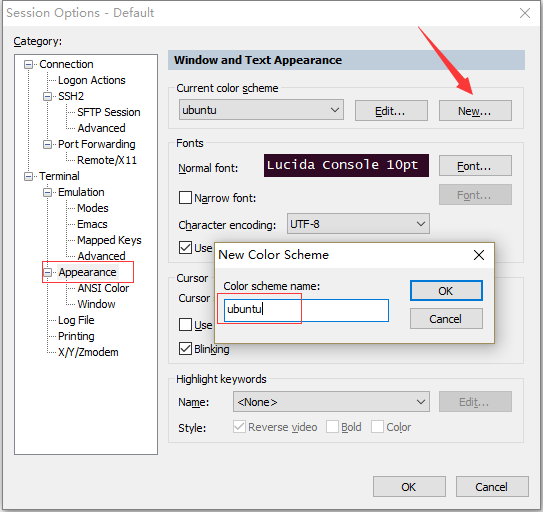 Session Options - Default
Category:
Connection
Logon Actions
SSH2
SFTP Session
Advanced
Port Forwarding
Remote/X11
Terminal
Emulation
Modes
Emacs
Mapped Keys
Advanced
Appearance
ANSI Color
Window
Log File
Printing
X/Y/Zmodem
Window and Text Appearance
Current color scheme
ubuntu
Edit...
New...
Fonts
Normal font:
Lucida Console 10pt
Font...
Narrow font:
Font...
Character encoding:
UTF-8
Use
New Color Scheme
Color scheme name:
ubuntu
OK
Cancel
Cursor
Cursor
Use
Blinking
Highlight keywords
Name:
<None>
Edit...
Style:
Reverse video
Bold
Color
OK
Cancel